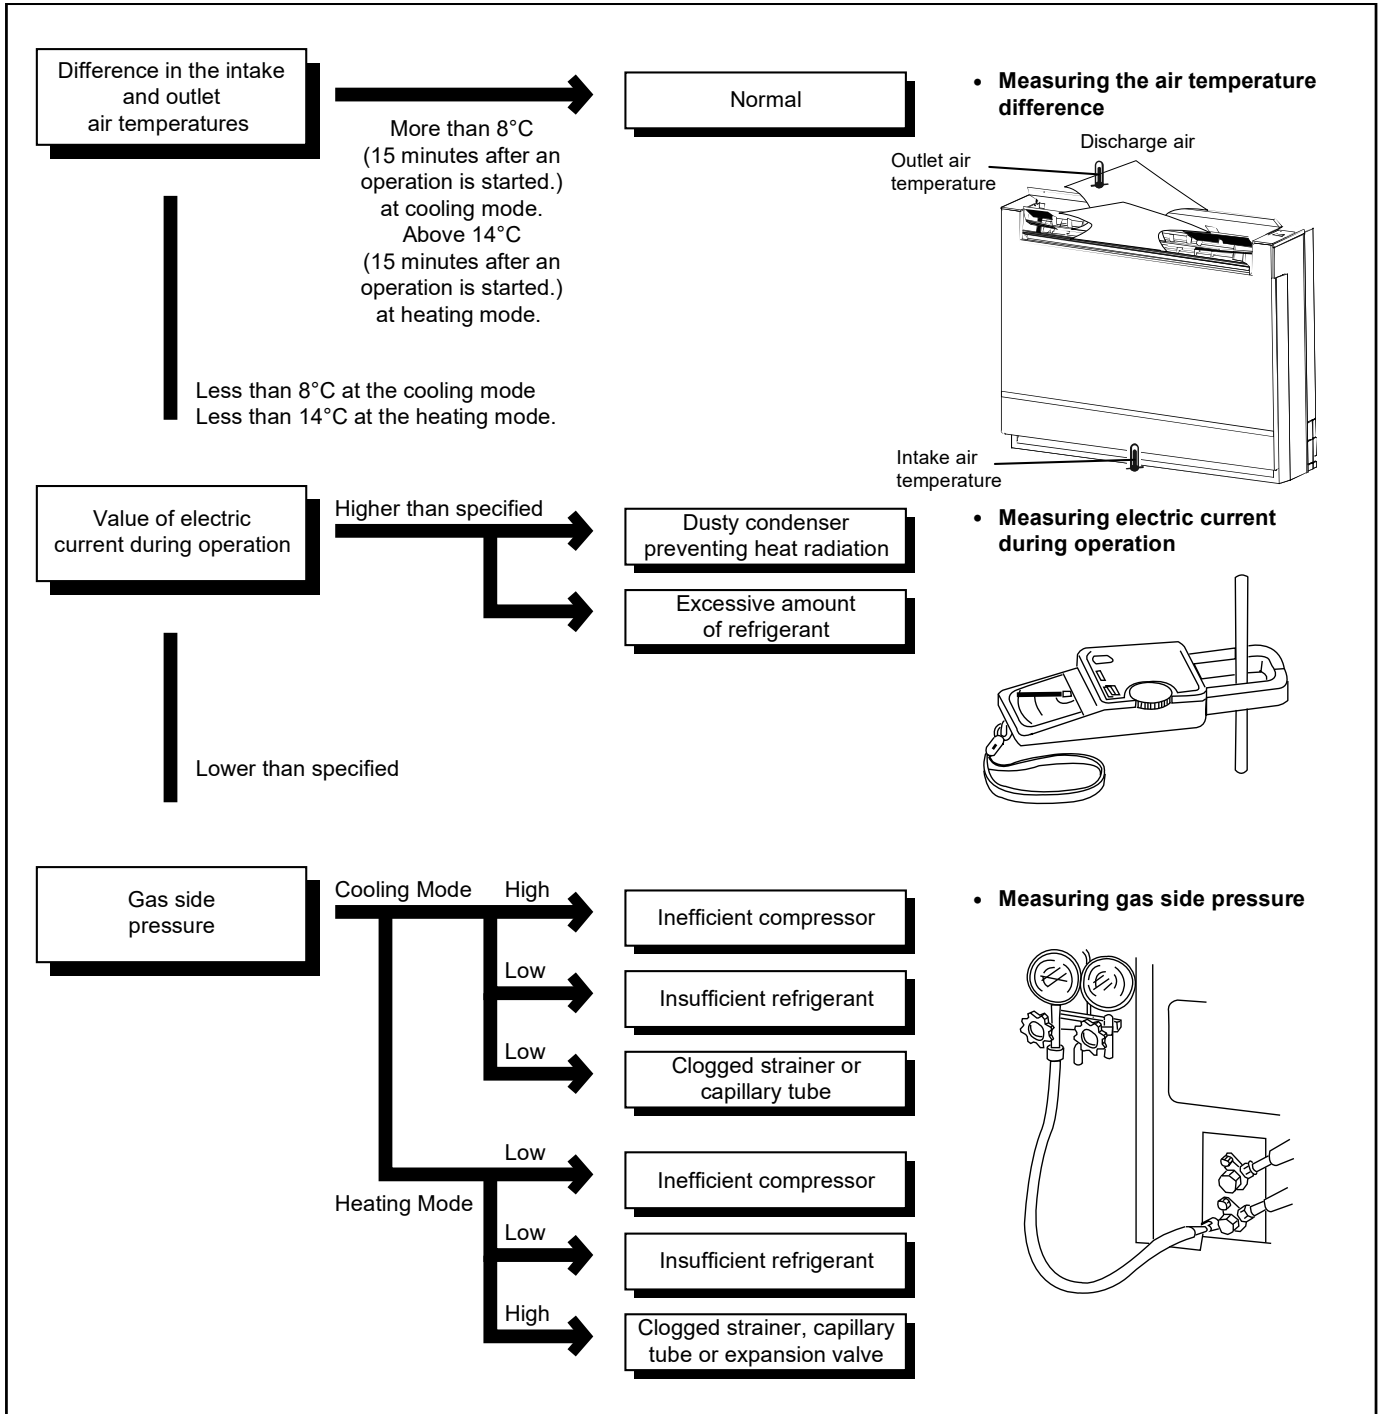 Difference in the intake
and outlet
air temperatures
More than 8°C
(15 minutes after an
operation is started.)
at cooling mode.
Above 14°C
(15 minutes after an
operation is started.)
at heating mode.
Normal
Less than 8°C at the cooling mode
Less than 14°C at the heating mode.
• Measuring the air temperature
difference
Discharge air
Outlet air
temperature
Intake air
temperature
Value of electric
current during operation
Higher than specified
Dusty condenser
preventing heat radiation
Excessive amount
of refrigerant
Lower than specified
• Measuring electric current
during operation
Gas side
pressure
Cooling Mode
High
Inefficient compressor
Low
Insufficient refrigerant
Low
Clogged strainer or
capillary tube
Heating Mode
Low
Inefficient compressor
Low
Insufficient refrigerant
High
Clogged strainer, capillary
tube or expansion valve
• Measuring gas side pressure